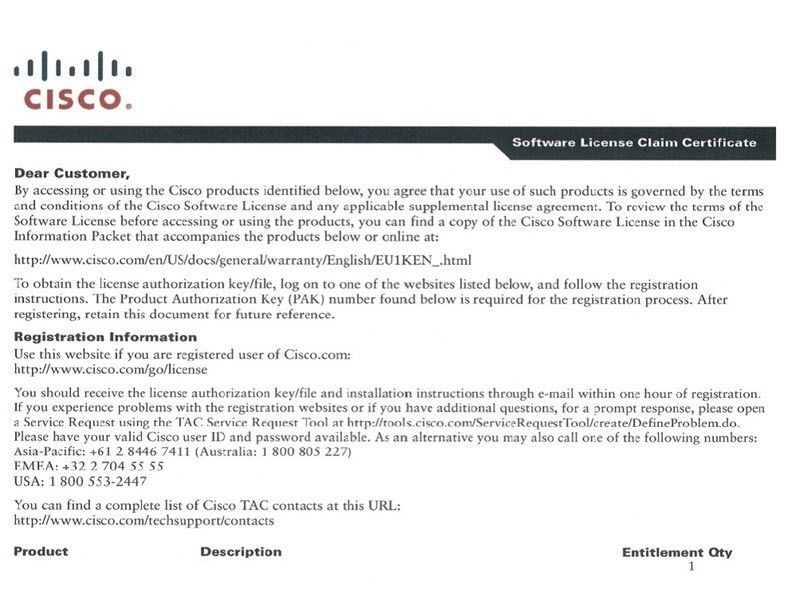 CISCO.
Software License Claim Certificate
Dear Customer,
By accessing or using the Cisco products identified below, you agree that your use of such products is governed by the terms
and conditions of the Cisco Software License and any applicable supplemental license agreement. To review the terms of the
Software License before accessing or using the products, you can find a copy of the Cisco Software License in the Cisco
Information Packet that accompanies the products below or online at:
http://www.cisco.com/en/US/docs/general/warranty/English/EU1KEN_.html
To obtain the license authorization key/file, log on to one of the websites listed below, and follow the registration
instructions. The Product Authorization Key (PAK) number found below is required for the registration process. After
registering, retain this document for future reference.
Registration Information
Use this website if you are registered user of Cisco.com:
http://www.cisco.com/go/license
You should receive the license authorization key/file and installation instructions through e-mail within one hour of registration.
If you experience problems with the registration websites or if you have additional questions, for a prompt response, please open
a Service Request using the TAC Service Request Tool at http://tools.cisco.com/ServiceRequestTool/create/DefineProblem.do.
Please have your valid Cisco user ID and password available. As an alternative you may also call one of the following numbers:
Asia-Pacific: +61 2 8446 7411 (Australia: 1 800 805 227)
EMEA: +32 2 704 55 55
USA: 1 800 553-2447
You can find a complete list of Cisco TAC contacts at this URL:
http://www.cisco.com/techsupport/contacts
Product Description Entitlement Qty
1